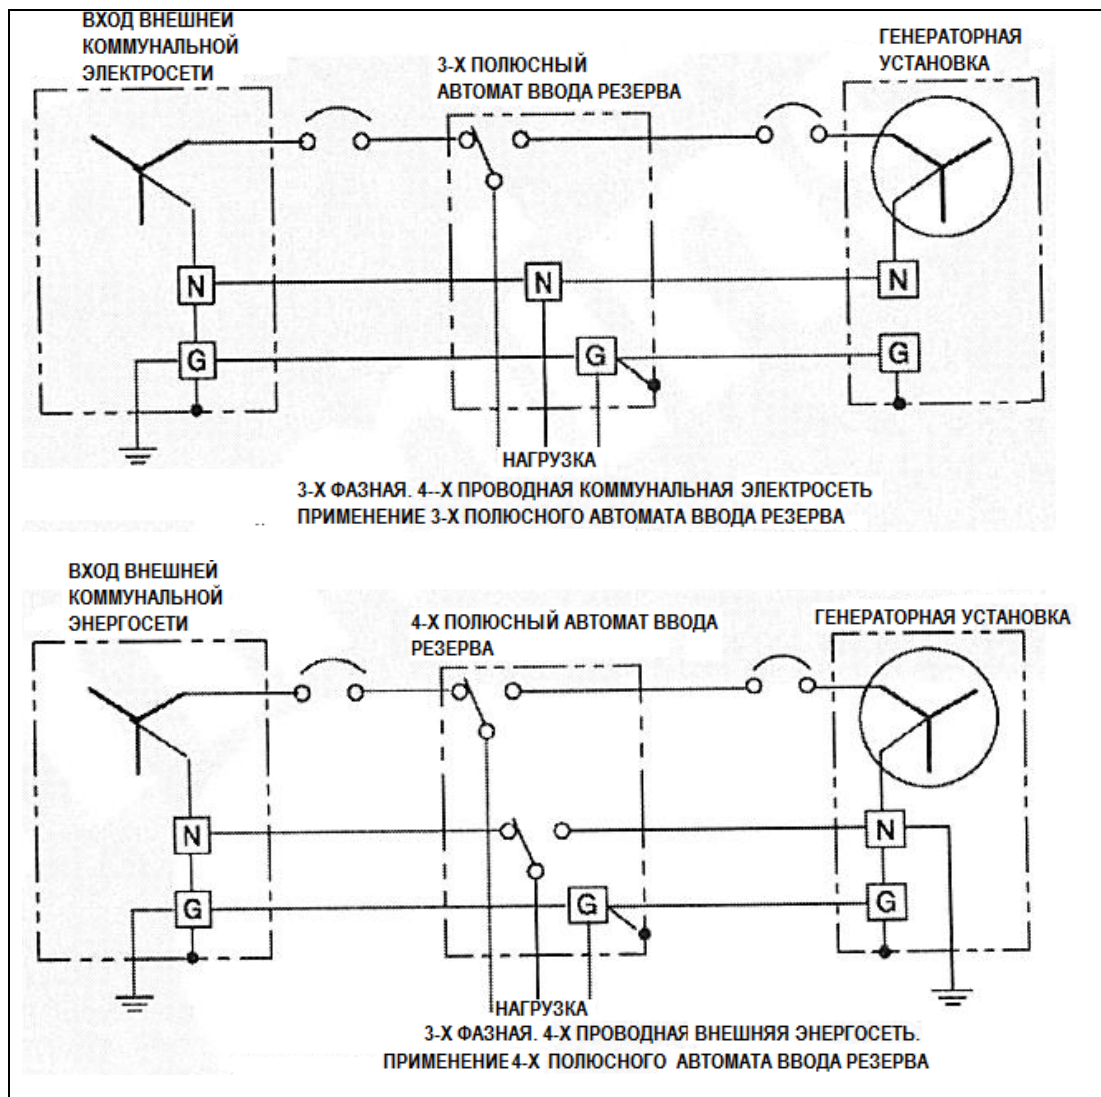 ВХОД ВНЕШНЕЙ
КОММУНАЛЬНОЙ
ЭЛЕКТРОСЕТИ
3-Х ПОЛЮСНЫЙ
АВТОМАТ ВВОДА РЕЗЕРВА
ГЕНЕРАТОРНАЯ
УСТАНОВКА
N
N
N
G
G
G
НАГРУЗКА
3-Х ФАЗНАЯ. 4--Х ПРОВОДНАЯ КОММУНАЛЬНАЯ ЭЛЕКТРОСЕТЬ
ПРИМЕНЕНИЕ 3-Х ПОЛЮСНОГО АВТОМАТА ВВОДА РЕЗЕРВА
ВХОД ВНЕШНЕЙ
КОММУНАЛЬНОЙ
ЭНЕРГОСЕТИ
4-Х ПОЛЮСНЫЙ АВТОМАТ ВВОДА
РЕЗЕРВА
ГЕНЕРАТОРНАЯ УСТАНОВКА
N
N
G
G
G
НАГРУЗКА
3-Х ФАЗНАЯ. 4-Х ПРОВОДНАЯ ВНЕШНЯЯ ЭНЕРГОСЕТЬ.
ПРИМЕНЕНИЕ 4-Х ПОЛЮСНОГО АВТОМАТА ВВОДА РЕЗЕРВА